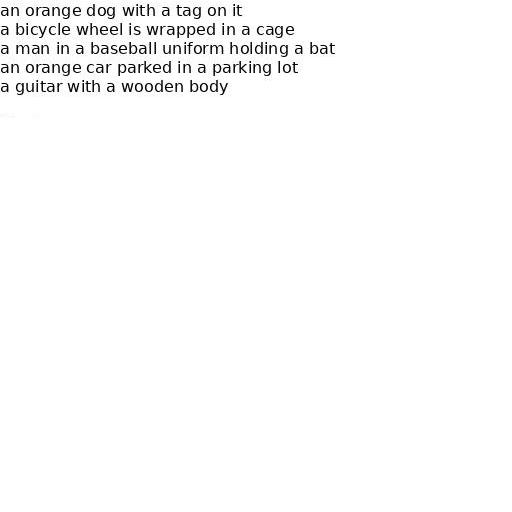 an orange dog with a tag on it
a bicycle wheel is wrapped in a cage
a man in a baseball uniform holding a bat
an orange car parked in a parking lot
a guitar with a wooden body